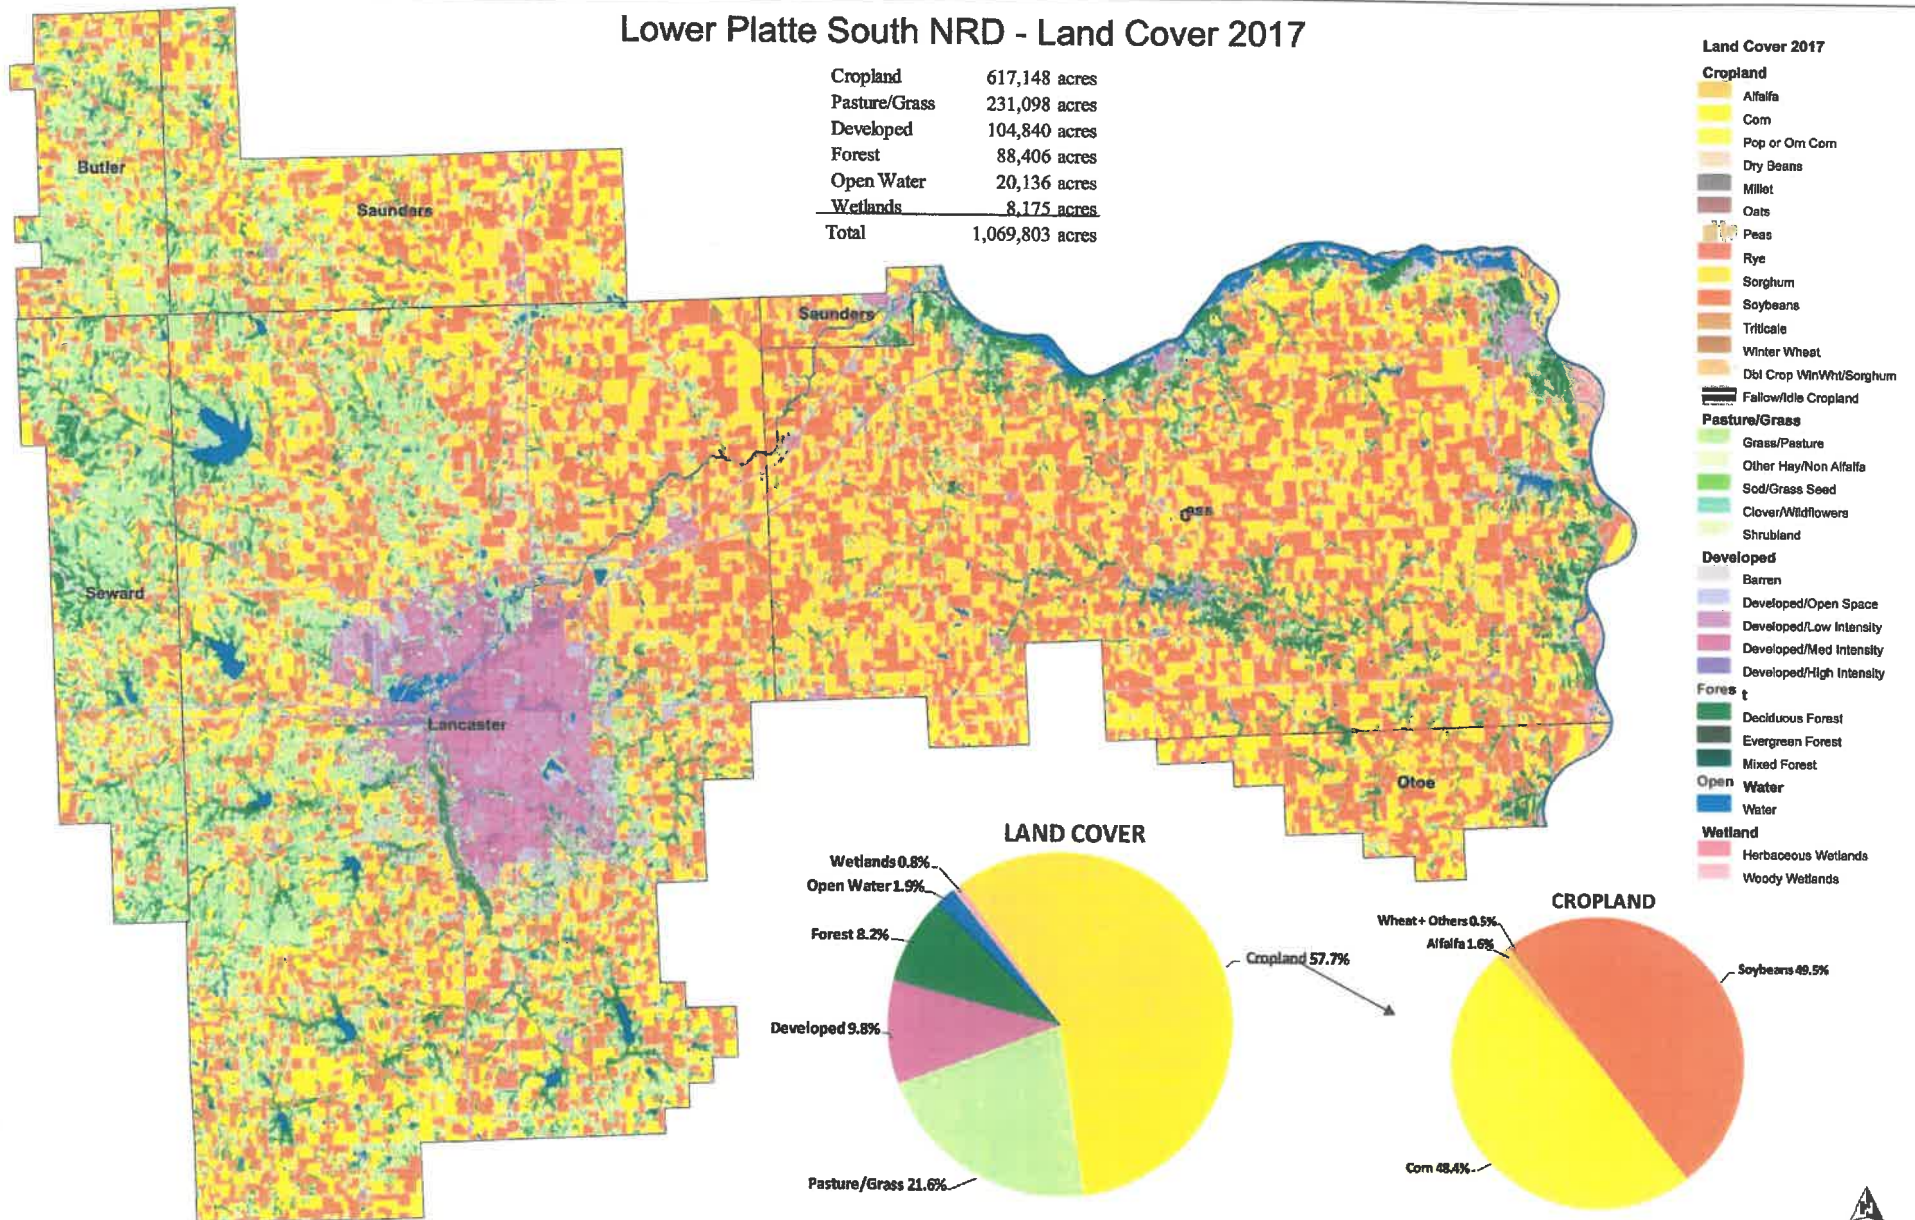 Lower Platte South NRD - Land Cover 2017
Cropland 617,148 acres
Pasture/Grass 231,098 acres
Developed 104,840 acres
Forest 88,406 acres
Open Water 20,136 acres
Wetlands 8,175 acres
Total 1,069,803 acres
Butler
Saunders
Saunders
Cass
Seward
Lancaster
Otoe
Land Cover 2017
Cropland
Alfalfa
Corn
Pop or Orn Corn
Dry Beans
Millet
Oats
Peas
Rye
Sorghum
Soybeans
Triticale
Winter Wheat
Dbl Crop WinWht/Sorghum
Fallow/Idle Cropland
Pasture/Grass
Grass/Pasture
Other Hay/Non Alfalfa
Sod/Grass Seed
Clover/Wildflowers
Shrubland
Developed
Barren
Developed/Open Space
Developed/Low Intensity
Developed/Med Intensity
Developed/High Intensity
Forest
Deciduous Forest
Evergreen Forest
Mixed Forest
Open Water
Water
Wetland
Herbaceous Wetlands
Woody Wetlands
LAND COVER
Wetlands 0.8%
Open Water 1.9%
Forest 8.2%
Developed 9.8%
Pasture/Grass 21.6%
Cropland 57.7%
CROPLAND
Wheat + Others 0.5%
Alfalfa 1.6%
Soybeans 49.5%
Corn 48.4%
N